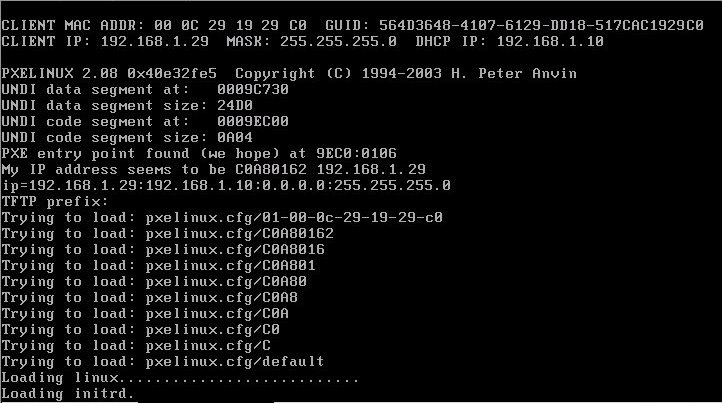 CLIENT MAC ADDR: 00 0C 29 19 29 C0  GUID: 564D3648-4107-6129-DD18-517CAC1929C0
CLIENT IP: 192.168.1.29  MASK: 255.255.255.0  DHCP IP: 192.168.1.10
PXELINUX 2.08 0x40e32fe5  Copyright (C) 1994-2003 H. Peter Anvin
UNDI data segment at:   0009C730
UNDI data segment size: 24D0
UNDI code segment at:   0009EC00
UNDI code segment size: 0A04
PXE entry point found (we hope) at 9EC0:0106
My IP address seems to be C0A80162 192.168.1.29
ip=192.168.1.29:192.168.1.10:0.0.0.0:255.255.255.0
TFTP prefix:
Trying to load: pxelinux.cfg/01-00-0c-29-19-29-c0
Trying to load: pxelinux.cfg/C0A80162
Trying to load: pxelinux.cfg/C0A8016
Trying to load: pxelinux.cfg/C0A801
Trying to load: pxelinux.cfg/C0A80
Trying to load: pxelinux.cfg/C0A8
Trying to load: pxelinux.cfg/C0A
Trying to load: pxelinux.cfg/C0
Trying to load: pxelinux.cfg/C
Trying to load: pxelinux.cfg/default
Loading linux...........................
Loading initrd.